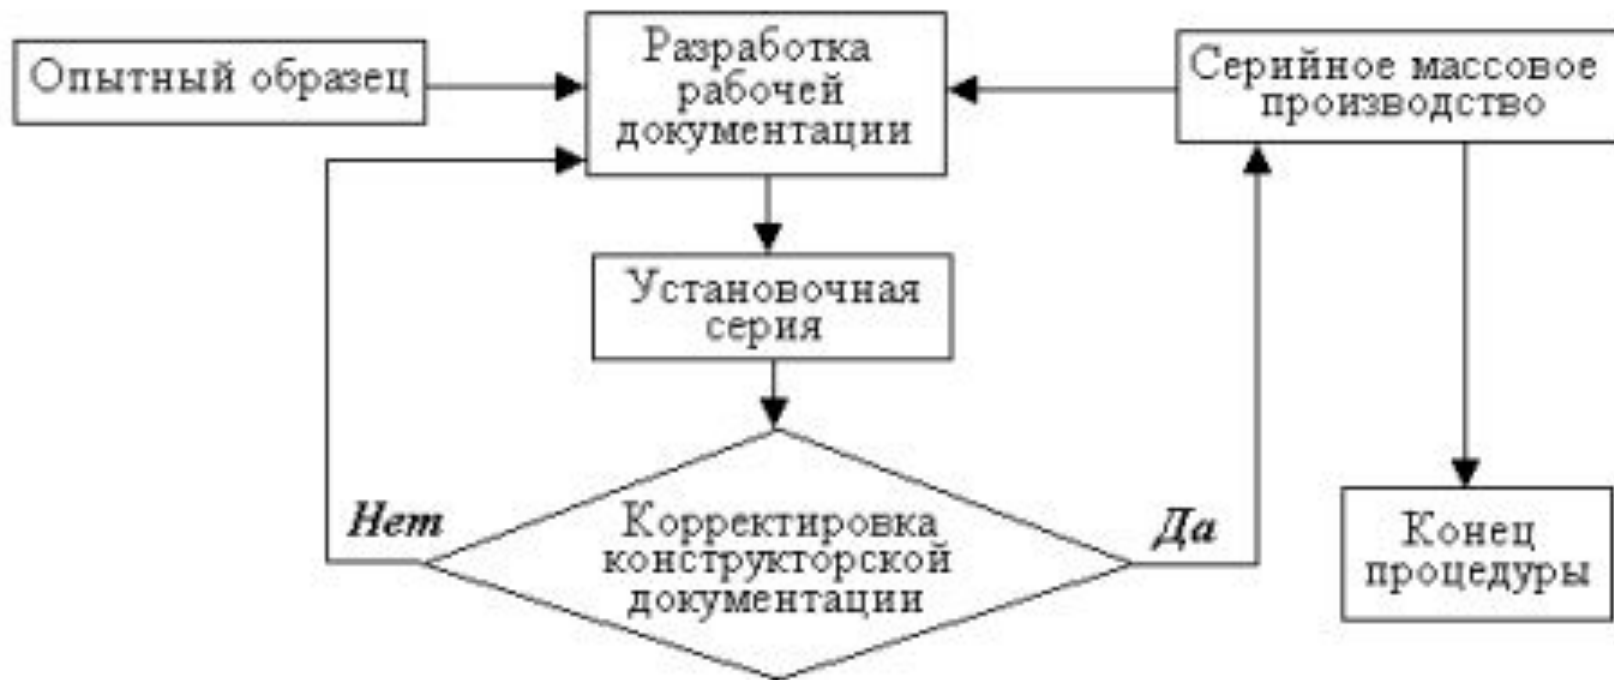 Опытный образец
Разработка
рабочей
документации
Серийное массовое
производство
Установочная
серия
Нет
Корректировка
конструкторской
документации
Да
Конец
процедуры